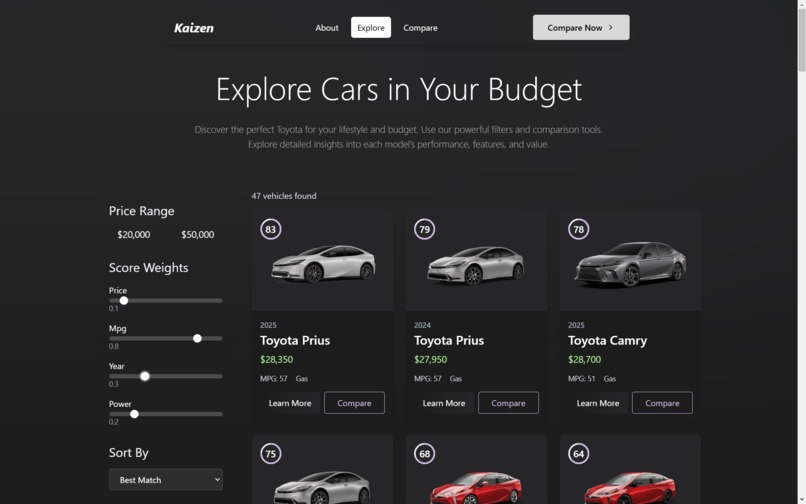 Kaizen
About
Explore
Compare
Compare Now
Explore Cars in Your Budget
Discover the perfect Toyota for your lifestyle and budget. Use our powerful filters and comparison tools.
Explore detailed insights into each model's performance, features, and value.
Price Range
$20,000
$50,000
Score Weights
Price
0.1
Mpg
0.8
Year
0.3
Power
0.2
Sort By
Best Match
47 vehicles found
83
2025
Toyota Prius
$28,350
MPG: 57 Gas
Learn More
Compare
79
2024
Toyota Prius
$27,950
MPG: 57 Gas
Learn More
Compare
78
2025
Toyota Camry
$28,700
MPG: 51 Gas
Learn More
Compare
75
68
64